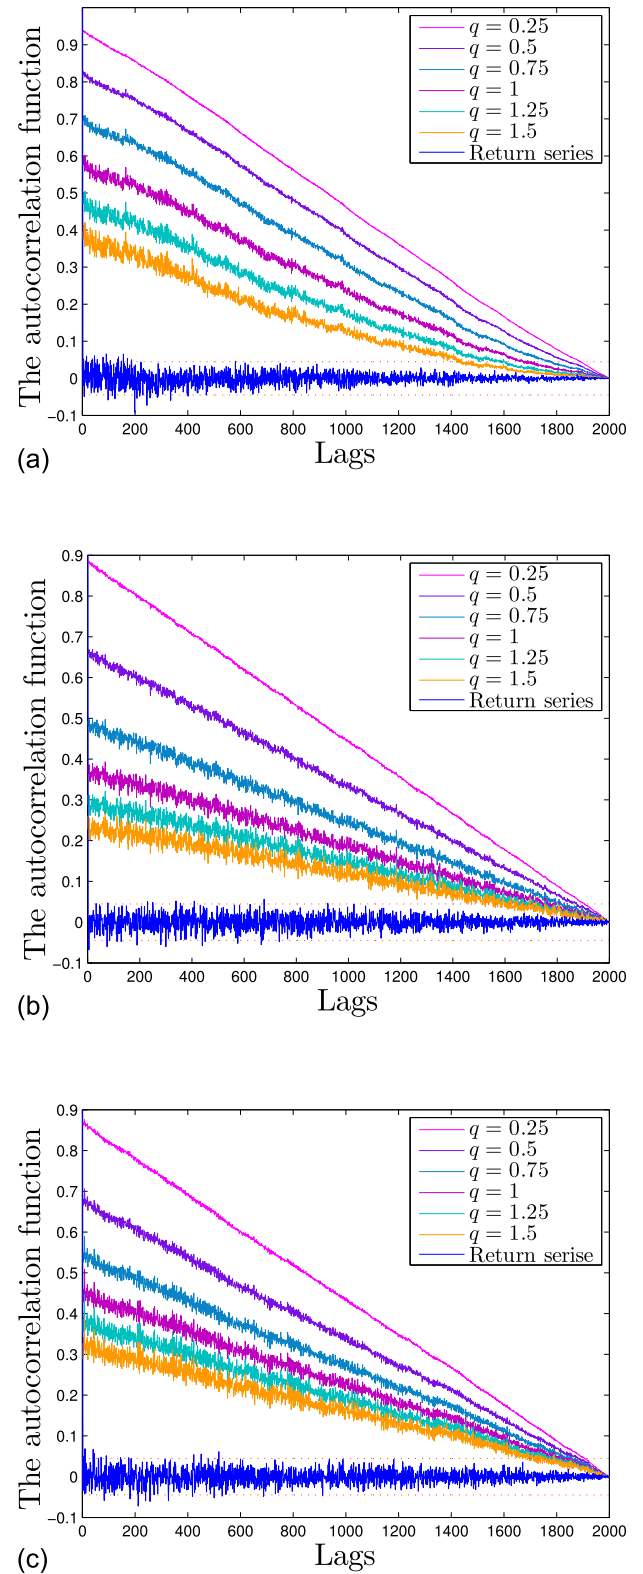 The autocorrelation function
0.9
0.8
0.7
0.6
0.5
0.4
0.3
0.2
0.1
0
−0.1
q = 0.25
q = 0.5
q = 0.75
q = 1
q = 1.25
q = 1.5
Return series
0 200 400 600 800 1000 1200 1400 1600 1800 2000
Lags
(a)
The autocorrelation function
0.9
0.8
0.7
0.6
0.5
0.4
0.3
0.2
0.1
0
−0.1
q = 0.25
q = 0.5
q = 0.75
q = 1
q = 1.25
q = 1.5
Return series
0 200 400 600 800 1000 1200 1400 1600 1800 2000
Lags
(b)
The autocorrelation function
0.9
0.8
0.7
0.6
0.5
0.4
0.3
0.2
0.1
0
−0.1
q = 0.25
q = 0.5
q = 0.75
q = 1
q = 1.25
q = 1.5
Return serise
0 200 400 600 800 1000 1200 1400 1600 1800 2000
Lags
(c)